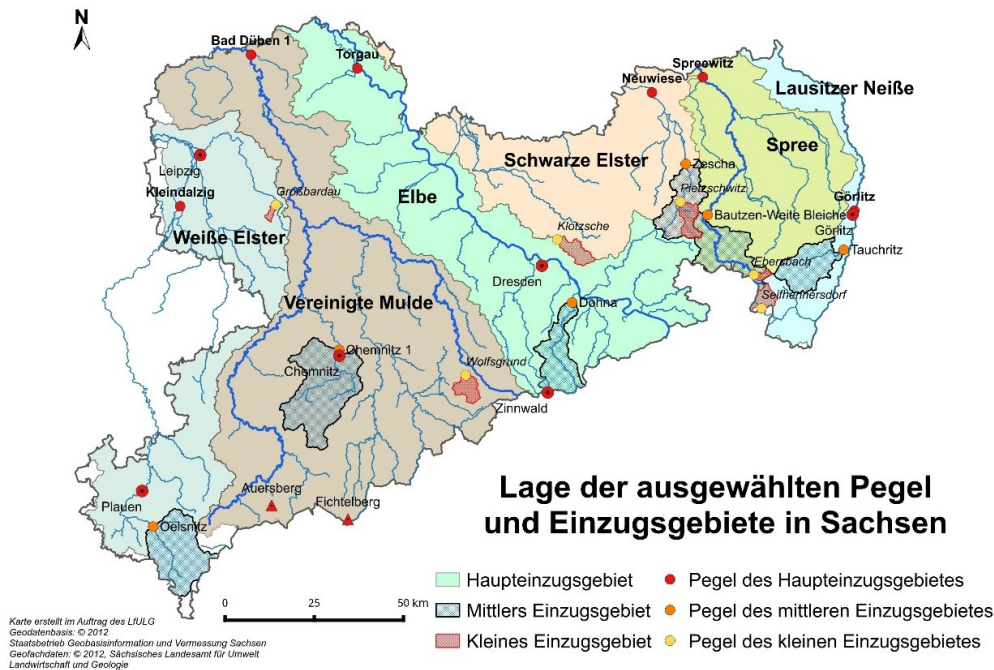 N
Bad Düben 1
Torgau
Spreewitz
Neuwiese
Lausitzer Neiße
Schwarze Elster
Spree
Zescha
Leipzig
Elbe
Kleindalzig
Großbardau
Pietzschwitz
Görlitz
Bautzen-Weite Bleiche
Görlitz
Klotzsche
Weiße Elster
Tauchritz
Dresden
Ebersbach
Seifhennersdorf
Vereinigte Mulde
Dohna
Chemnitz 1
Chemnitz
Wolfsgrund
Zinnwald
Auersberg
Fichtelberg
Plauen
Oelsnitz
Lage der ausgewählten Pegel
und Einzugsgebiete in Sachsen
Haupteinzugsgebiet
Pegel des Haupteinzugsgebietes
Mittlers Einzugsgebiet
Pegel des mittleren Einzugsgebietes
Kleines Einzugsgebiet
Pegel des kleinen Einzugsgebietes
0 25 50 km
Karte erstellt im Auftrag des LfULG
Geodatenbasis: © 2012
Staatsbetrieb Geobasisinformation und Vermessung Sachsen
Geofachdaten: © 2012, Sächsisches Landesamt für Umwelt
Landwirtschaft und Geologie